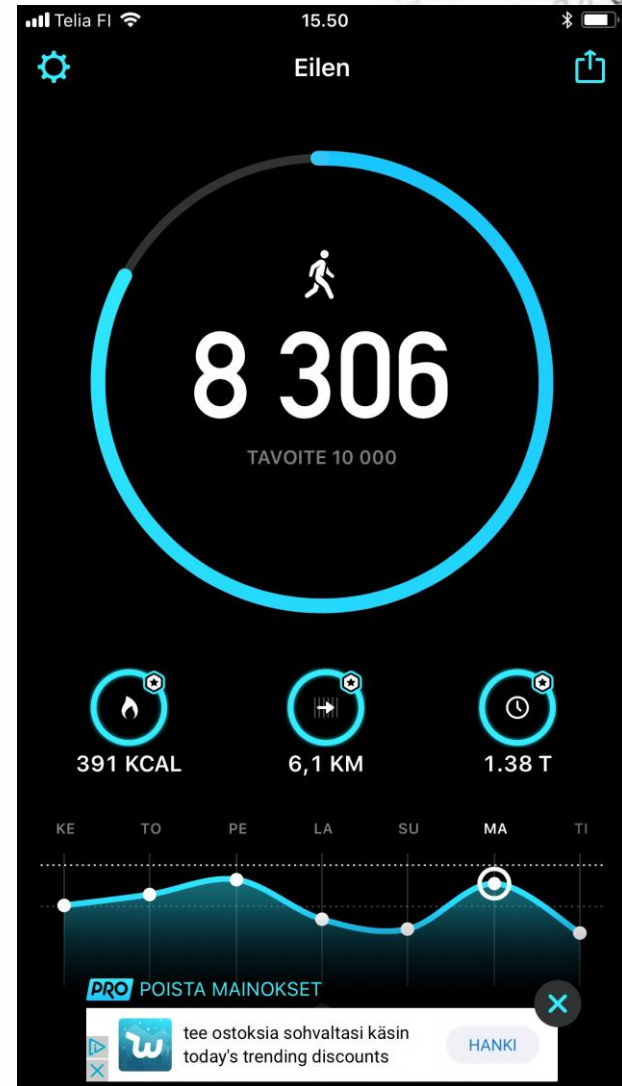 Telia FI 15.50
Eilen
8 306
TAVOITE 10 000
391 KCAL 6,1 KM 1.38 T
KE TO PE LA SU MA TI
PRO POISTA MAINOKSET
tee ostoksia sohvaltasi käsin
today's trending discounts
HANKI